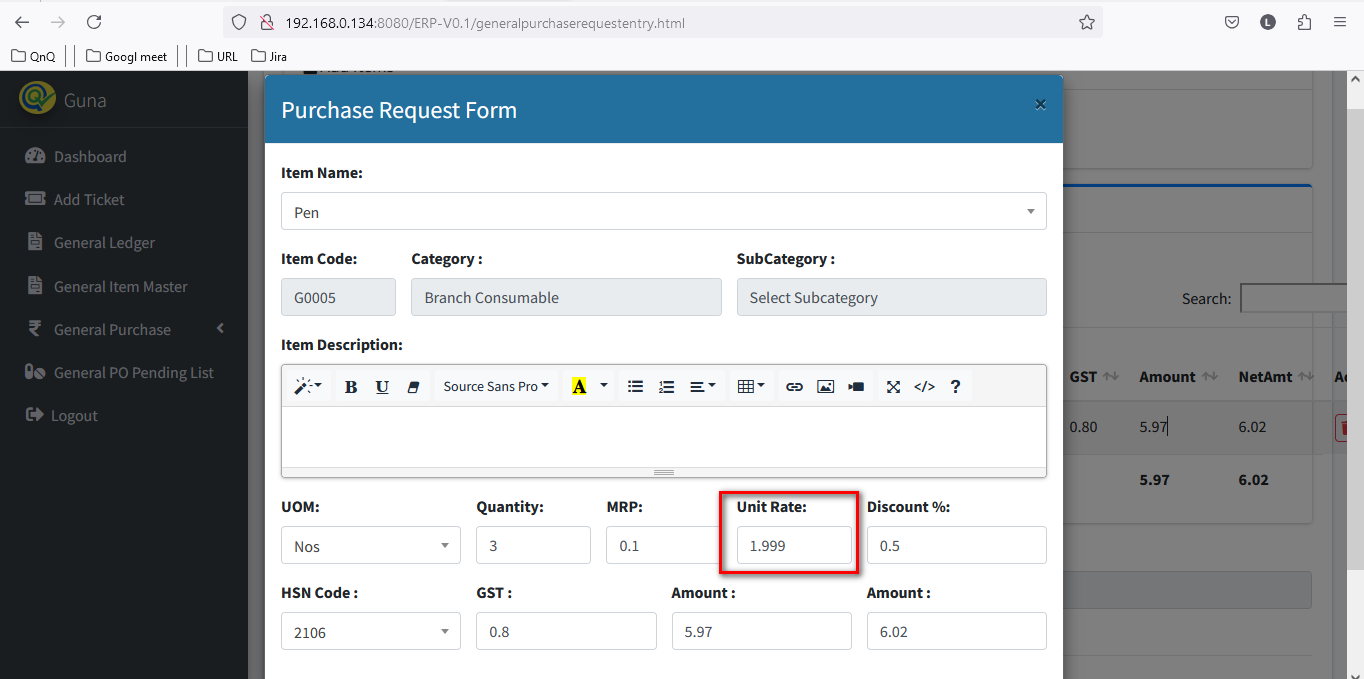 192.168.0.134:8080/ERP-V0.1/generalpurchaserequestentry.html
L
QnQ
Googl meet
URL
Jira
Guna
Dashboard
Add Ticket
General Ledger
General Item Master
General Purchase
General PO Pending List
Logout
Purchase Request Form
×
Item Name:
Pen
Item Code: Category : SubCategory :
G0005 Branch Consumable Select Subcategory
Item Description:
B U Source Sans Pro A </> ?
UOM: Quantity: MRP: Unit Rate: Discount %:
Nos 3 0.1 1.999 0.5
HSN Code : GST : Amount : Amount :
2106 0.8 5.97 6.02
Search:
GST Amount NetAmt
0.80 5.97 6.02
5.97 6.02